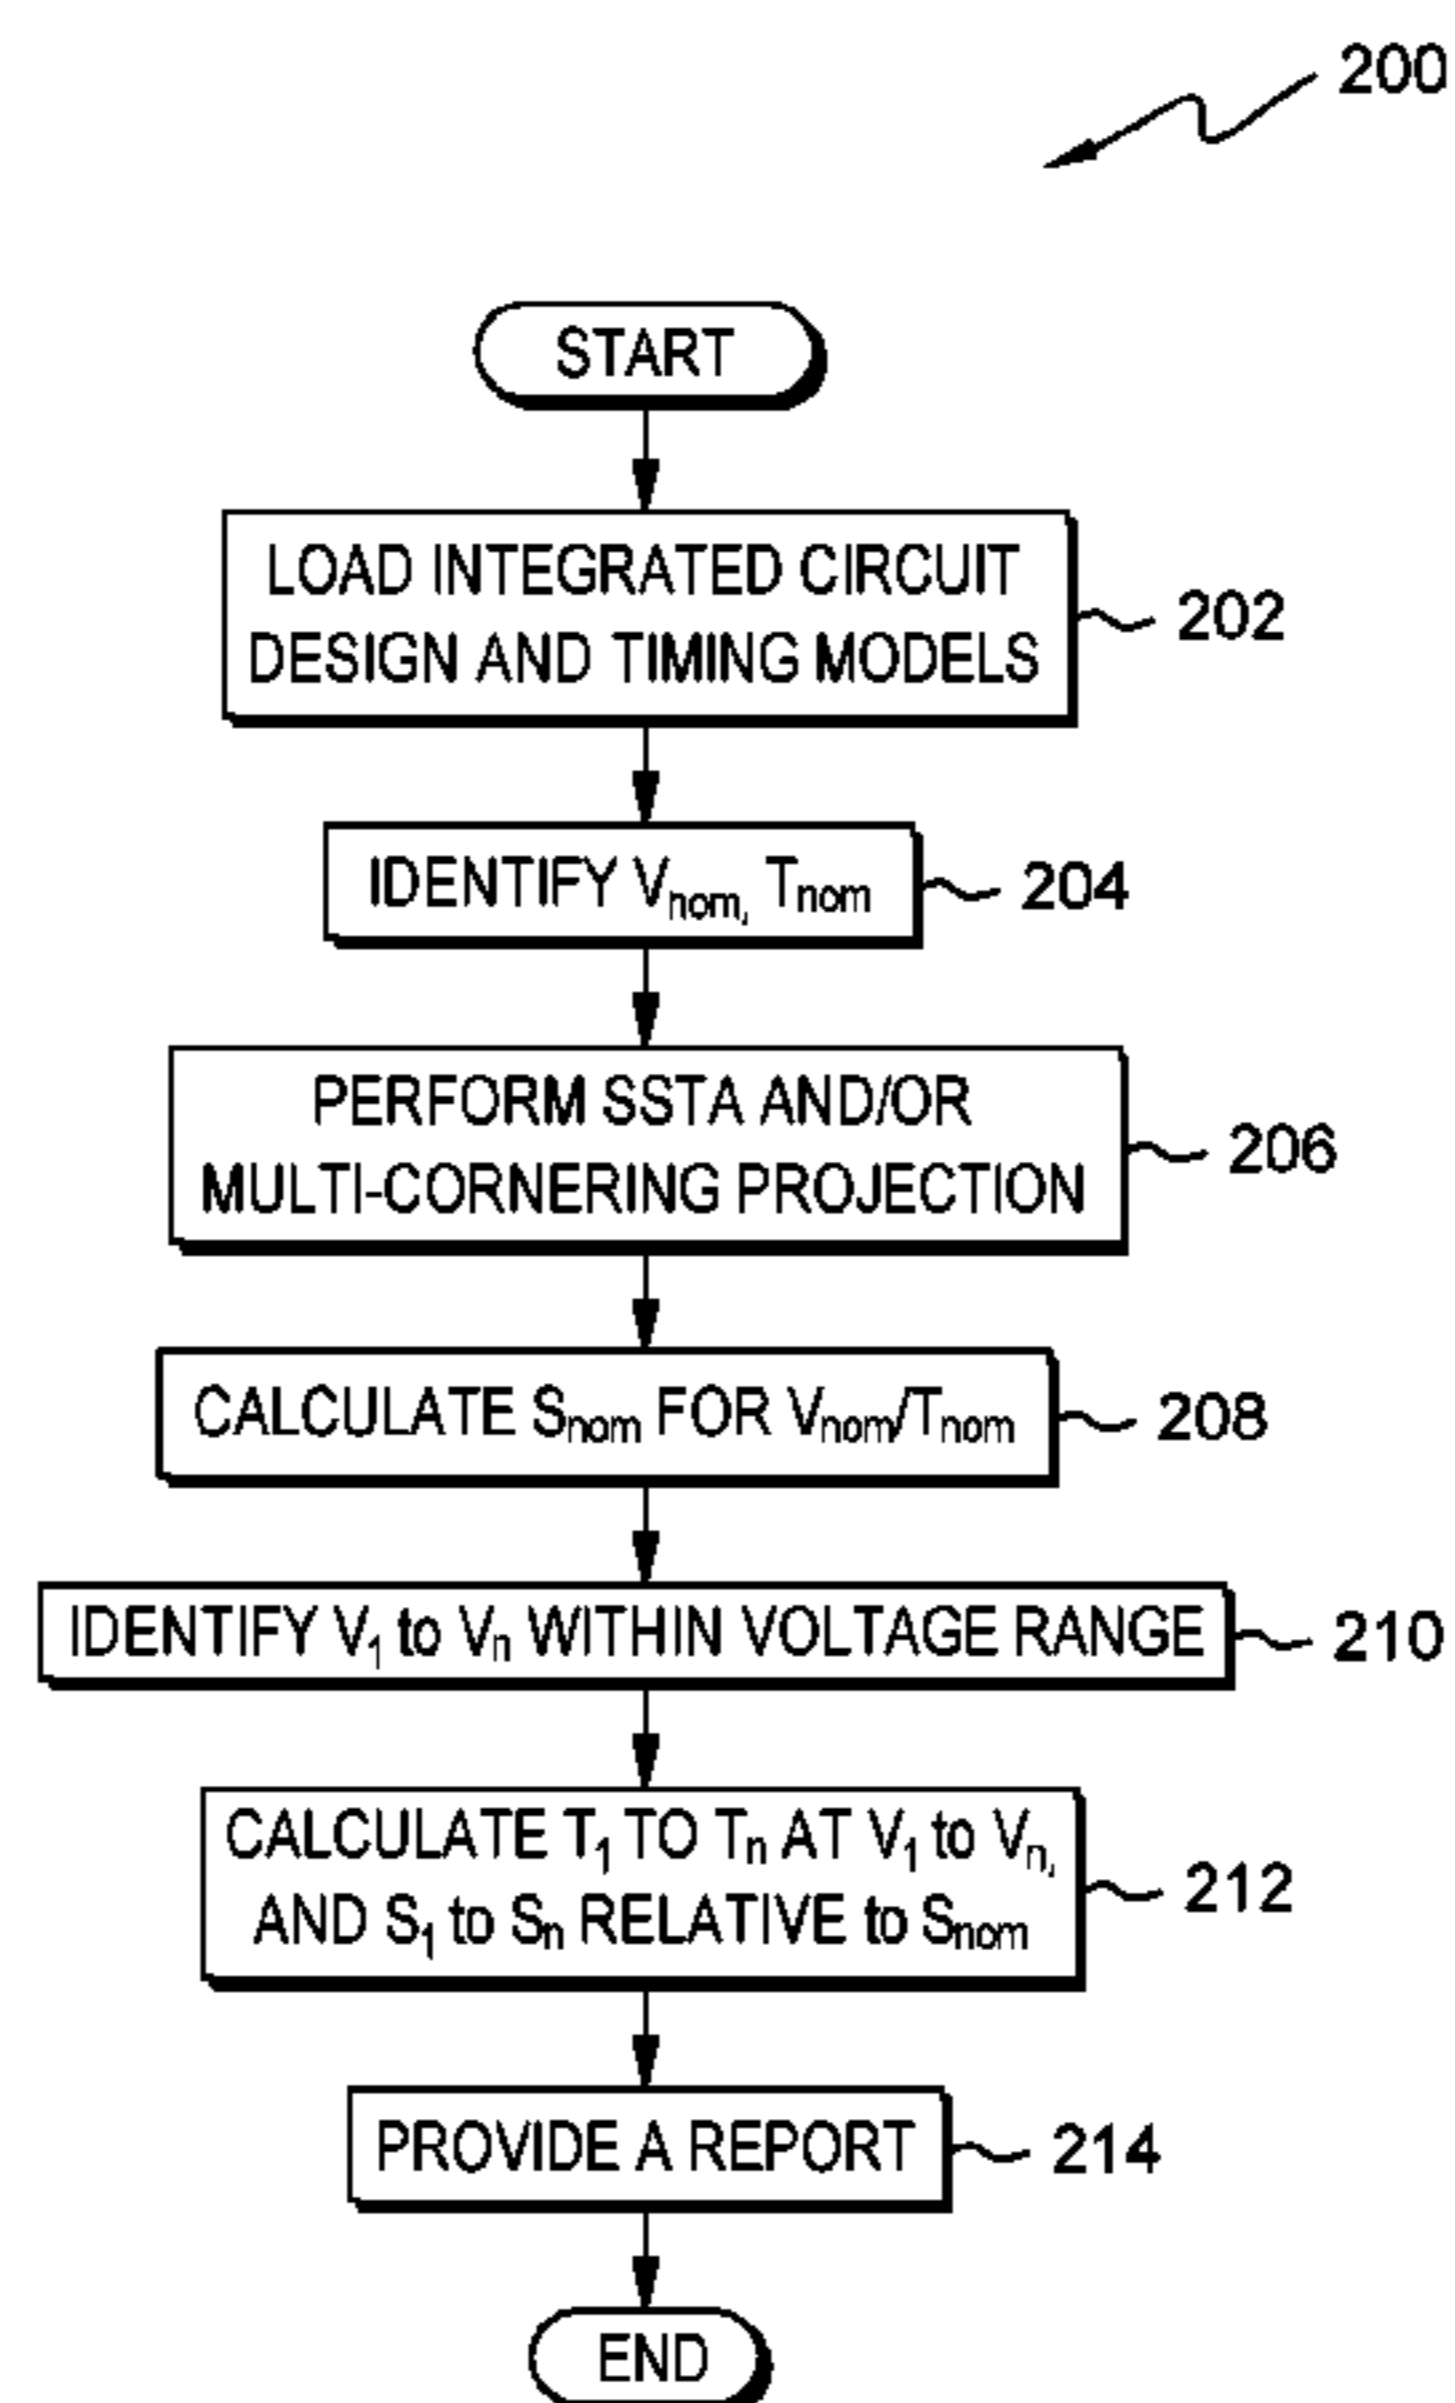 200
START
LOAD INTEGRATED CIRCUIT
DESIGN AND TIMING MODELS
202
IDENTIFY Vnom, Tnom
204
PERFORM SSTA AND/OR
MULTI-CORNERING PROJECTION
206
CALCULATE Snom FOR Vnom/Tnom
208
IDENTIFY V1 to Vn WITHIN VOLTAGE RANGE
210
CALCULATE T1 TO Tn AT V1 to Vn,
AND S1 to Sn RELATIVE to Snom
212
PROVIDE A REPORT
214
END